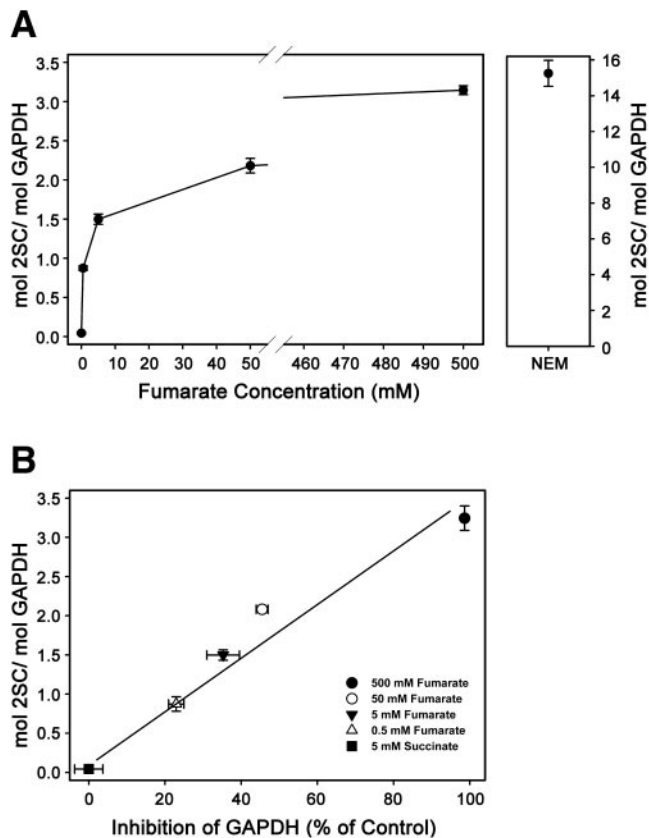 A
mol 2SC/ mol GAPDH
3.5
3.0
2.5
2.0
1.5
1.0
0.5
0.0
0 10 20 30 40 50 460 470 480 490 500
Fumarate Concentration (mM)
16
14
12
10
8
6
4
2
0
mol 2SC/ mol GAPDH
NEM
B
mol 2SC/ mol GAPDH
3.5
3.0
2.5
2.0
1.5
1.0
0.5
0.0
500 mM Fumarate
50 mM Fumarate
5 mM Fumarate
0.5 mM Fumarate
5 mM Succinate
0 20 40 60 80 100
Inhibition of GAPDH (% of Control)